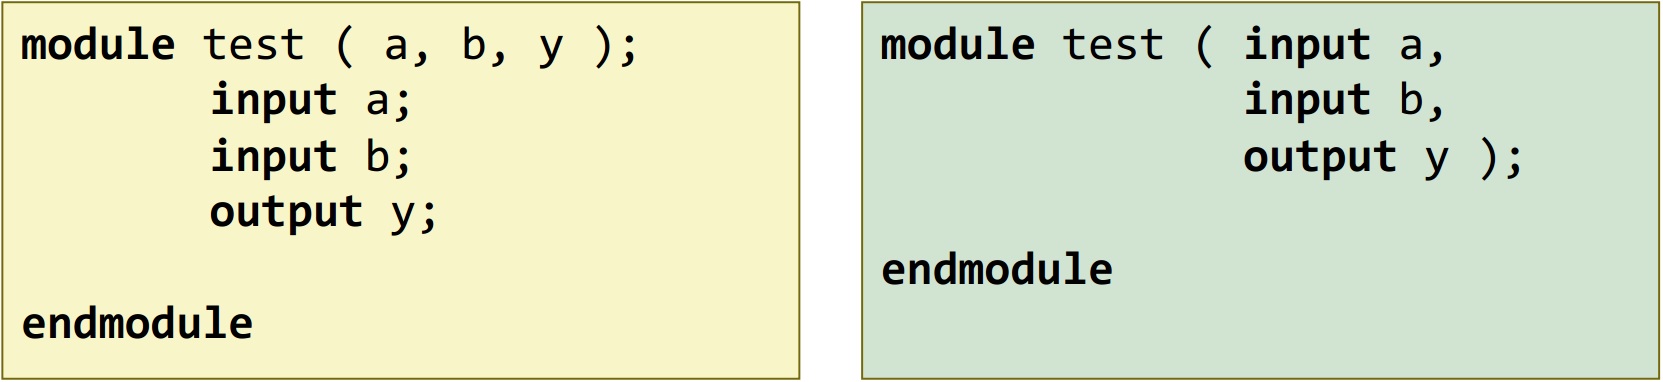 module test ( a, b, y );
input a;
input b;
output y;
endmodule
module test ( input a,
input b,
output y );
endmodule